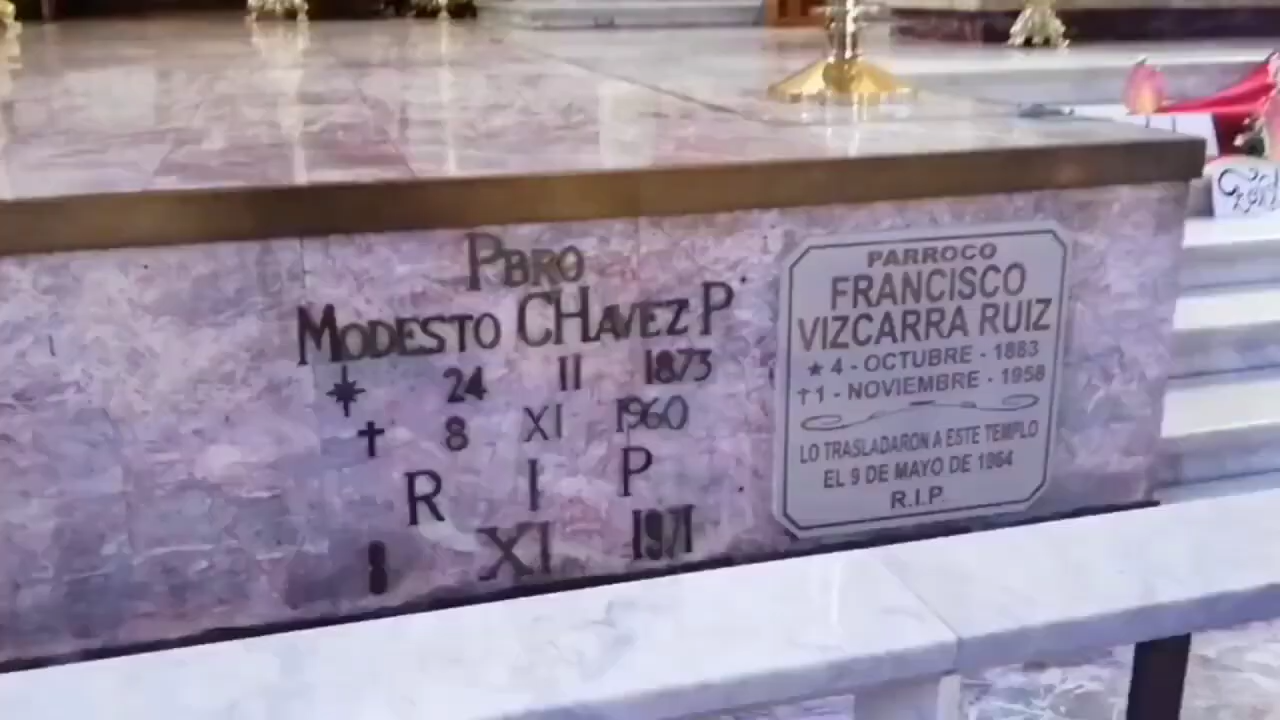 PBRO
MODESTO CHAVEZ P.
24 II 1873
† 8 XI 1960
R I P
8 XI 1971
PARROCO
FRANCISCO
VIZCARRA RUIZ
★ 4 - OCTUBRE - 1883
† 1 - NOVIEMBRE - 1958
LO TRASLADARON A ESTE TEMPLO
EL 9 DE MAYO DE 1964
R.I.P.